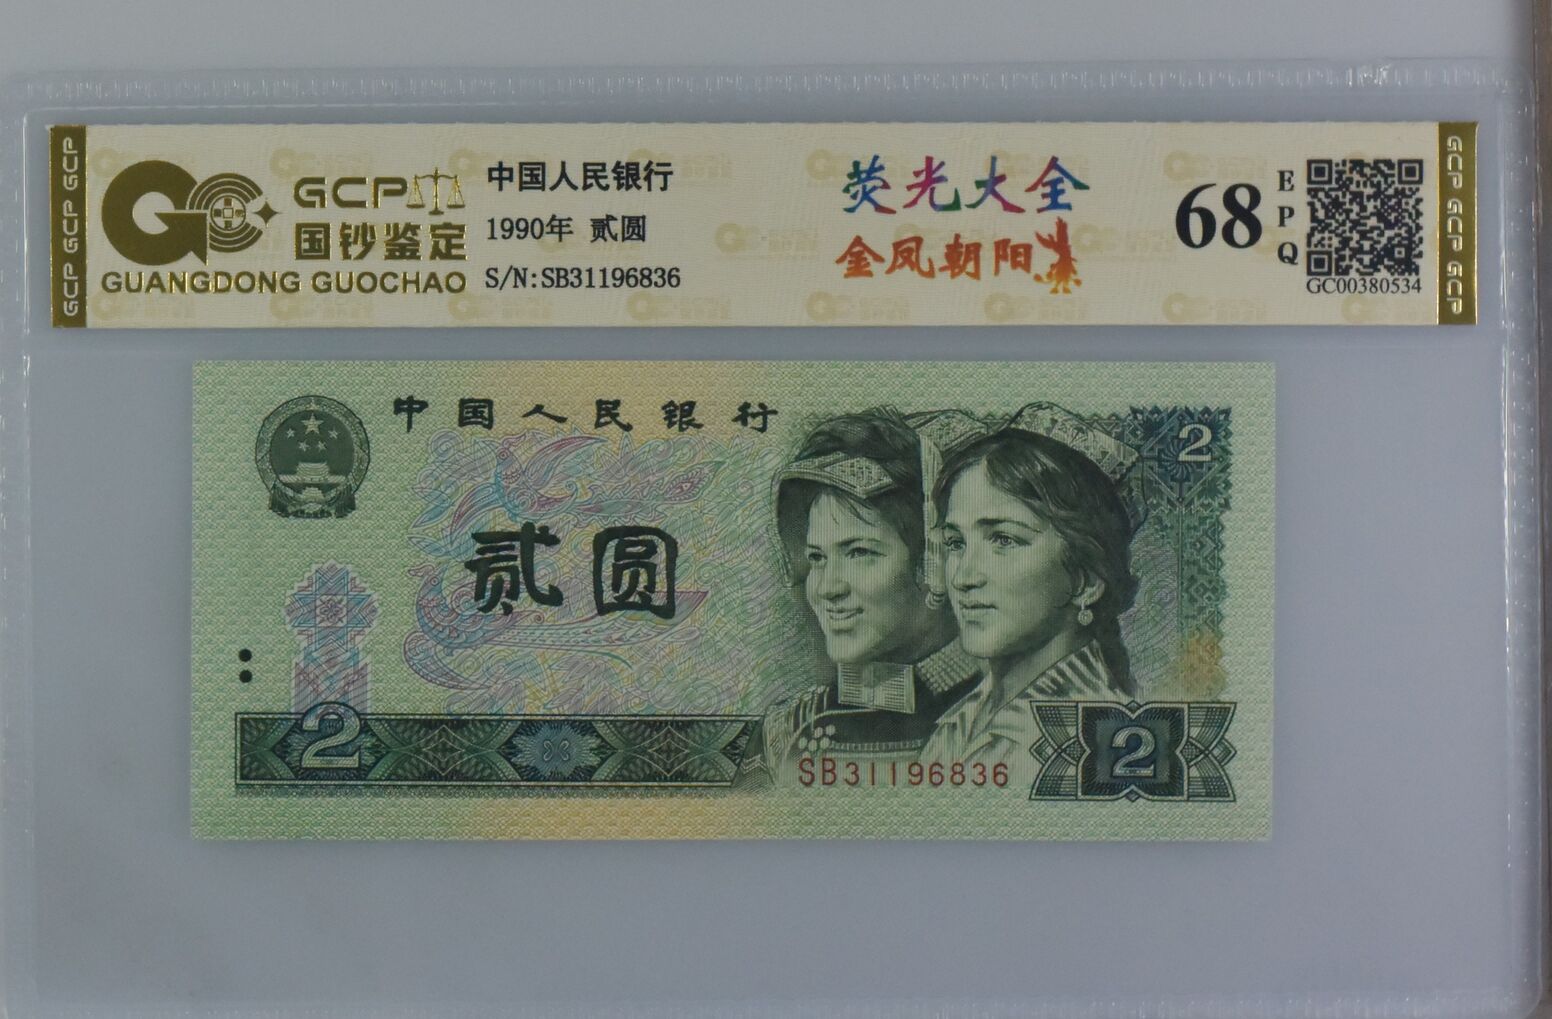 GCP GCP GCP
GCP
国钞鉴定
GUANGDONG GUOCHAO
中国人民银行
1990年 贰圆
S/N:SB31196836
荧光大全
金凤朝阳
68
EPQ
GC00380534
GCP GCP GCP
中国人民银行
2
贰圆
2
SB31196836
2